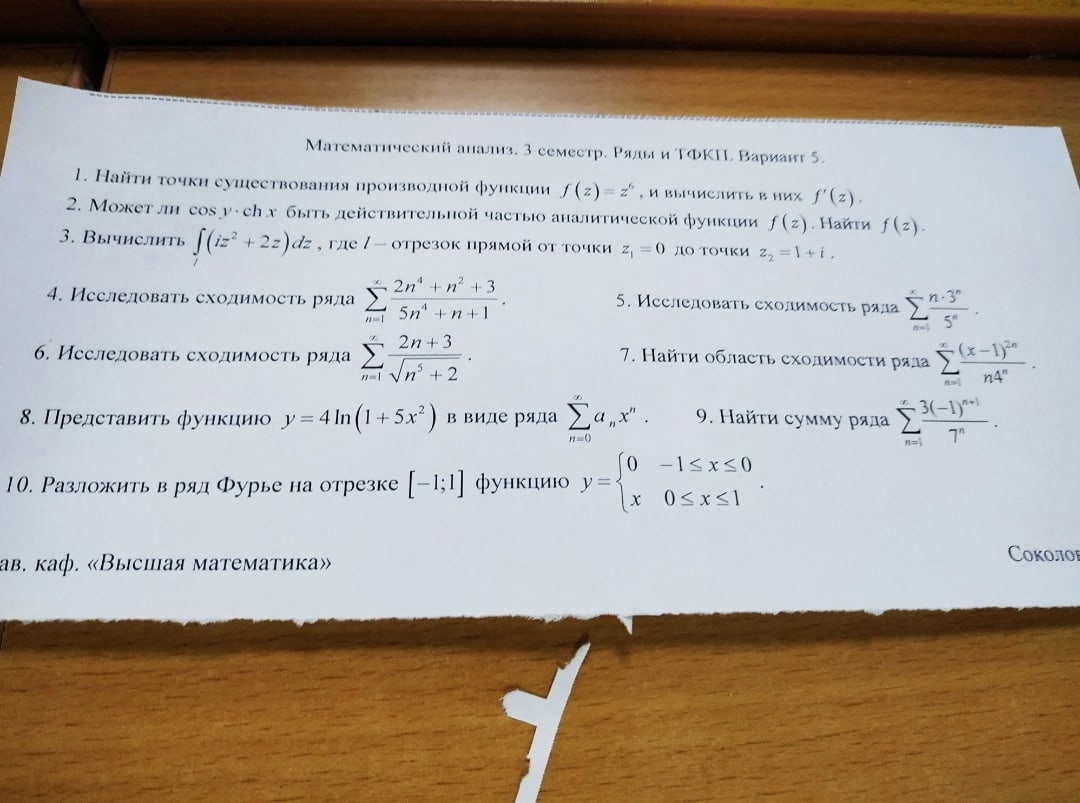 Математический анализ. 3 семестр. Ряды и ТФКП. Вариант 5.
1. Найти точки существования производной функции f(z) = z⁶, и вычислить в них f′(z).
2. Может ли cos y · ch x быть действительной частью аналитической функции f(z). Найти f(z).
3. Вычислить ∫_l (iz² + 2z)dz, где l – отрезок прямой от точки z₁ = 0 до точки z₂ = 1 + i.
4. Исследовать сходимость ряда ∑_{n=1}^{∞} (2n⁴ + n² + 3)/(5n⁴ + n + 1). 5. Исследовать сходимость ряда ∑_{n=1}^{∞} (n·3ⁿ)/5ⁿ.
6. Исследовать сходимость ряда ∑_{n=1}^{∞} (2n + 3)/√(n⁵ + 2). 7. Найти область сходимости ряда ∑_{n=1}^{∞} (x−1)²ⁿ/(n4ⁿ).
8. Представить функцию y = 4 ln(1 + 5x²) в виде ряда ∑_{n=0}^{∞} aₙxⁿ. 9. Найти сумму ряда ∑_{n=1}^{∞} 3(−1)ⁿ⁺¹/7ⁿ.
10. Разложить в ряд Фурье на отрезке [−1;1] функцию y = {0 −1 ≤ x ≤ 0
x 0 ≤ x ≤ 1.
ав. каф. «Высшая математика» Соколов